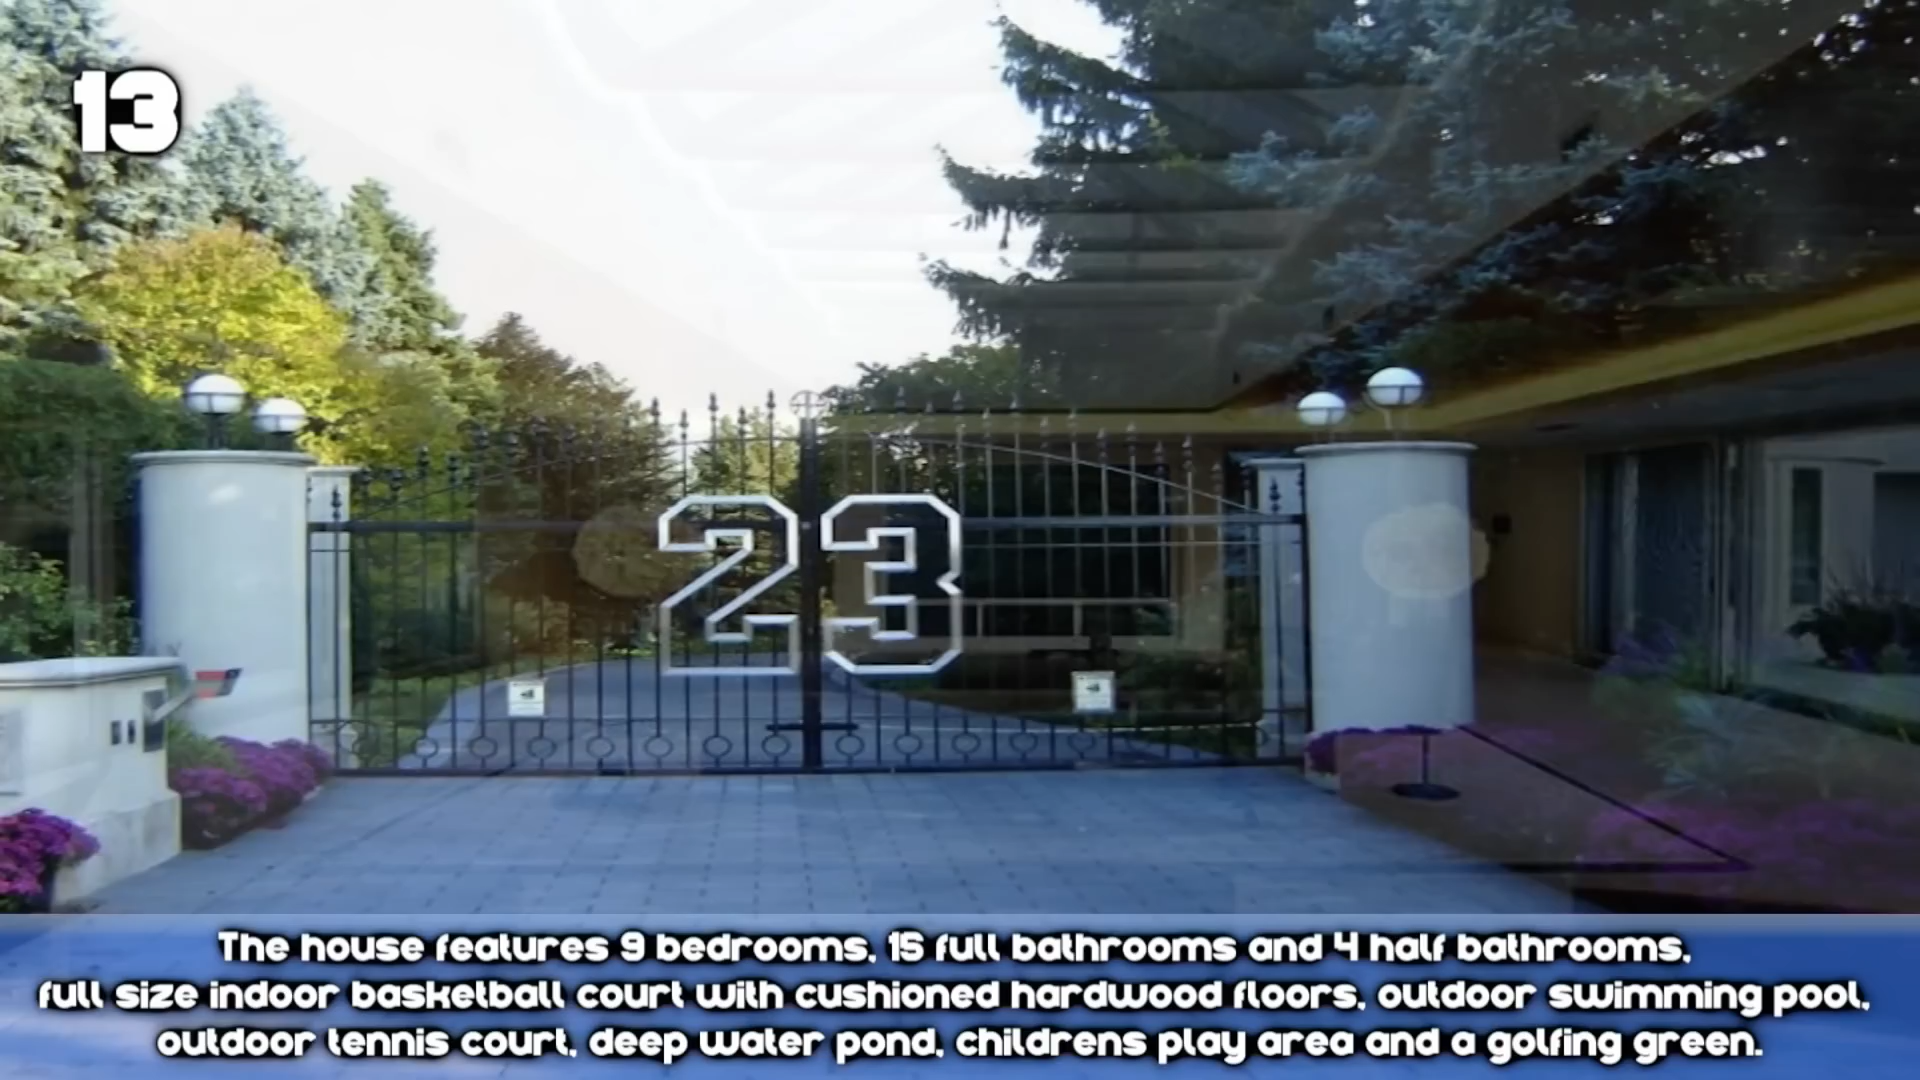 13
23
The house features 9 bedrooms, 15 full bathrooms and 4 half bathrooms,
full size indoor basketball court with cushioned hardwood floors, outdoor swimming pool,
outdoor tennis court, deep water pond, childrens play area and a golfing green.